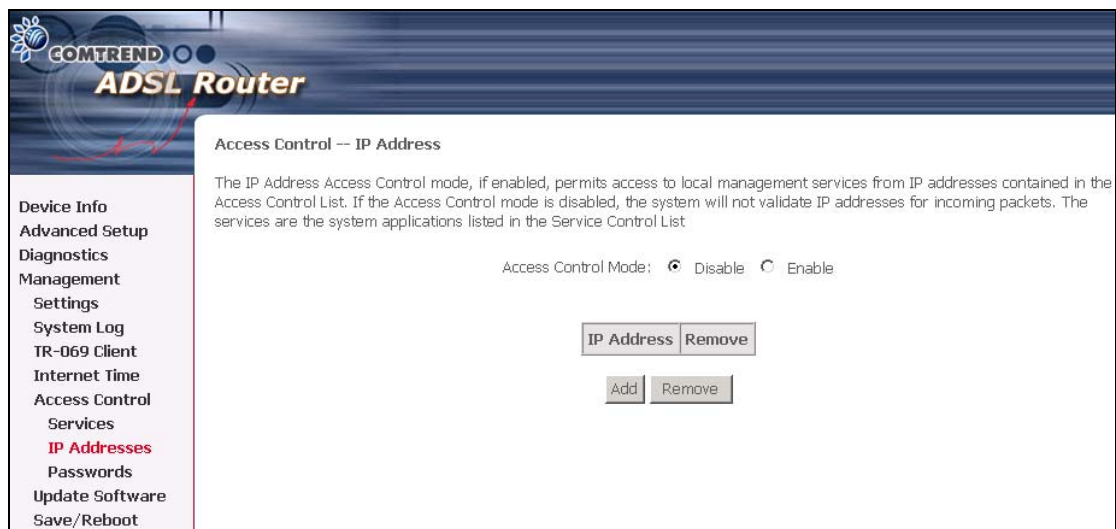 COMTREND
ADSL Router
Device Info
Advanced Setup
Diagnostics
Management
Settings
System Log
TR-069 Client
Internet Time
Access Control
Services
IP Addresses
Passwords
Update Software
Save/Reboot
Access Control -- IP Address
The IP Address Access Control mode, if enabled, permits access to local management services from IP addresses contained in the
Access Control List. If the Access Control mode is disabled, the system will not validate IP addresses for incoming packets. The
services are the system applications listed in the Service Control List
Access Control Mode: Disable Enable
IP Address Remove
Add Remove